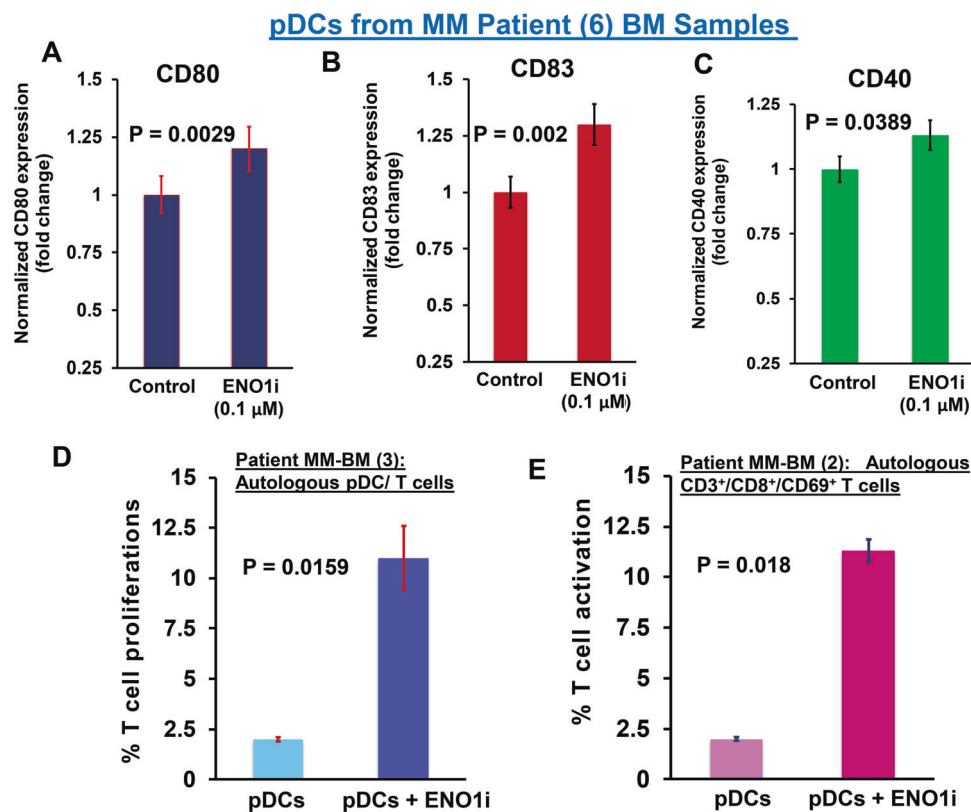 pDCs from MM Patient (6) BM Samples
A
CD80
Normalized CD80 expression
(fold change)
1.5
1.25
1
0.75
0.5
0.25
P = 0.0029
Control
ENO1i
(0.1 µM)
B
CD83
Normalized CD83 expression
(fold change)
1.5
1.25
1
0.75
0.5
0.25
P = 0.002
Control
ENO1i
(0.1 µM)
C
CD40
Normalized CD40 expression
(fold change)
1.25
1
0.75
0.5
0.25
P = 0.0389
Control
ENO1i
(0.1 µM)
D
Patient MM-BM (3):
Autologous pDC/ T cells
% T cell proliferations
15
12.5
10
7.5
5
2.5
0
P = 0.0159
pDCs
pDCs + ENO1i
E
Patient MM-BM (2): Autologous
CD3⁺/CD8⁺/CD69⁺ T cells
% T cell activation
15
12.5
10
7.5
5
2.5
0
P = 0.018
pDCs
pDCs + ENO1i